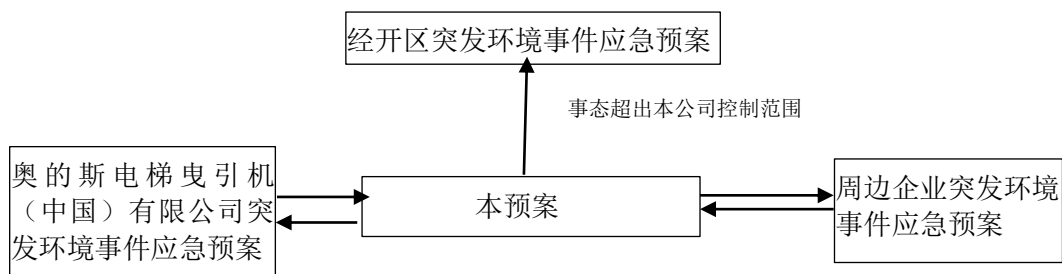 经开区突发环境事件应急预案
事态超出本公司控制范围
奥的斯电梯曳引机
（中国）有限公司突
发环境事件应急预案
本预案
周边企业突发环境
事件应急预案